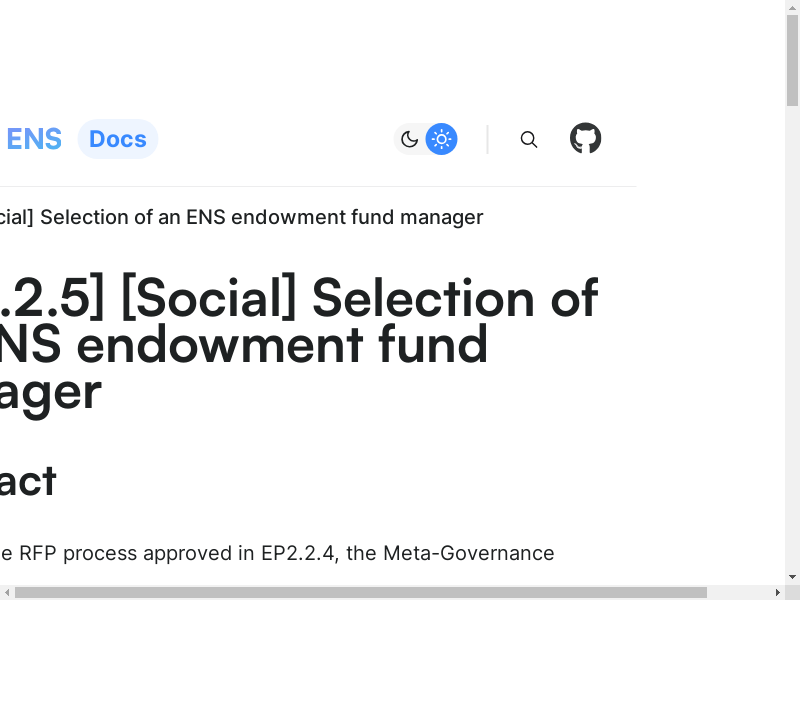 ENS Docs
cial] Selection of an ENS endowment fund manager
.2.5] [Social] Selection of
NS endowment fund
ager
act
e RFP process approved in EP2.2.4, the Meta-Governance